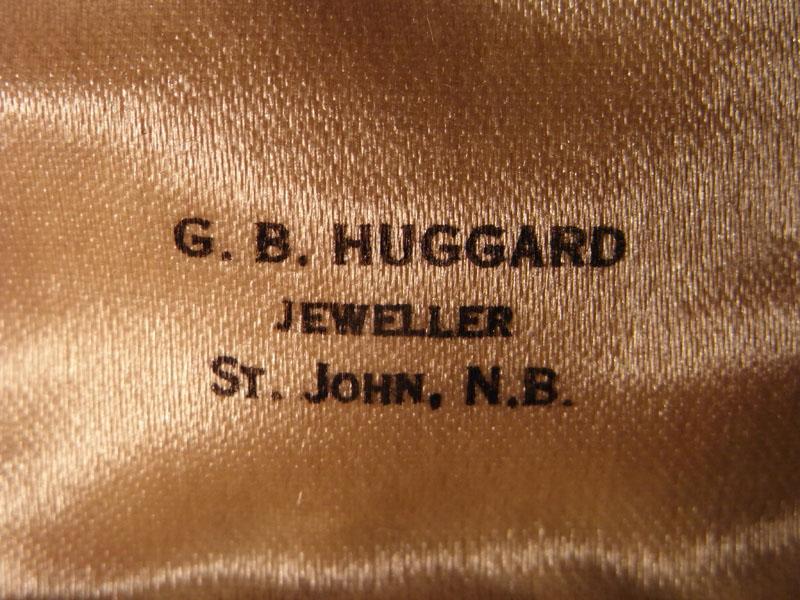 G. B. HUGGARD
JEWELLER
ST. JOHN, N.B.